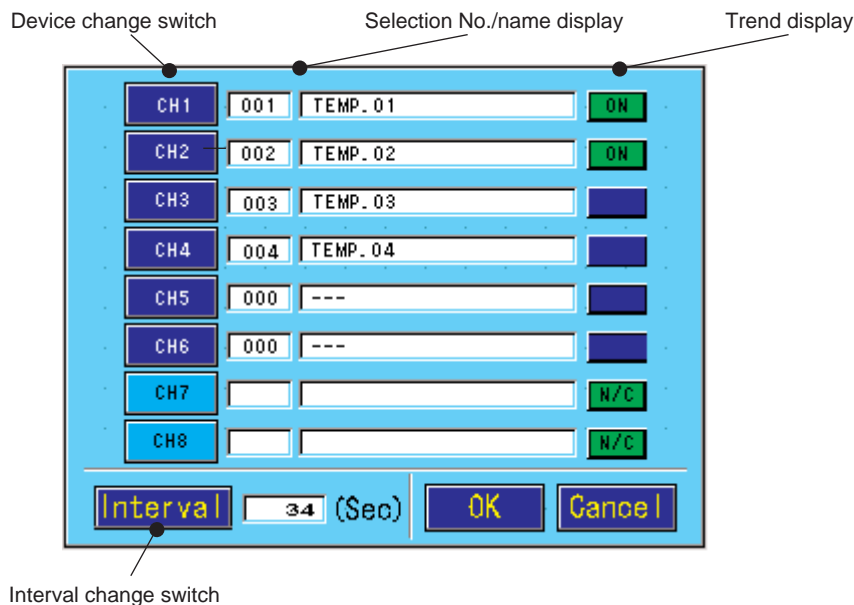 Device change switch Selection No./name display Trend display
CH1 001 TEMP.01 ON
CH2 002 TEMP.02 ON
CH3 003 TEMP.03
CH4 004 TEMP.04
CH5 000 ---
CH6 000 ---
CH7 N/C
CH8 N/C
Interval 34 (Sec) OK Cancel
Interval change switch